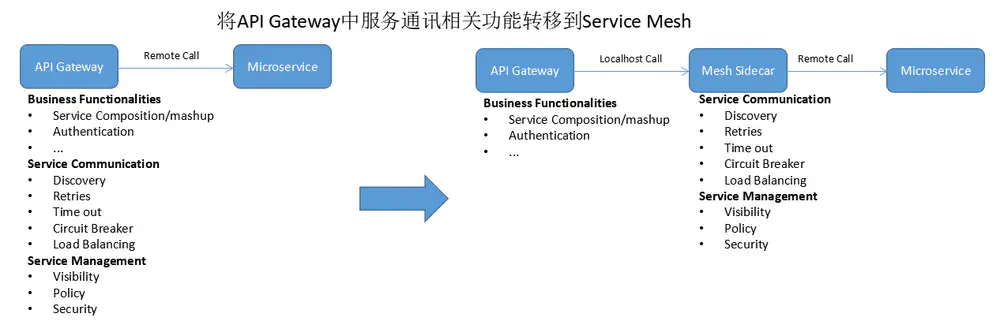 将API Gateway中服务通讯相关功能转移到Service Mesh
API Gateway
Remote Call
Microservice
Business Functionalities
• Service Composition/mashup
• Authentication
• ...
Service Communication
• Discovery
• Retries
• Time out
• Circuit Breaker
• Load Balancing
Service Management
• Visibility
• Policy
• Security
API Gateway
Localhost Call
Mesh Sidecar
Remote Call
Microservice
Business Functionalities
• Service Composition/mashup
• Authentication
• ...
Service Communication
• Discovery
• Retries
• Time out
• Circuit Breaker
• Load Balancing
Service Management
• Visibility
• Policy
• Security